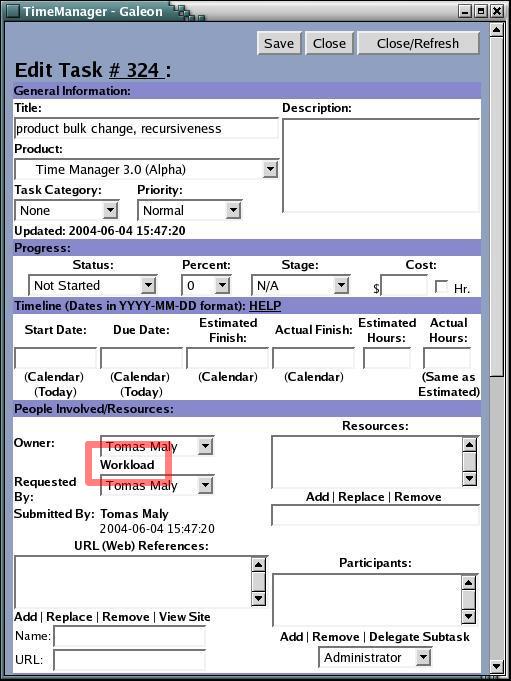 TimeManager - Galeon
Save Close Close/Refresh
Edit Task # 324 :
General Information:
Title: Description:
product bulk change, recursiveness
Product:
Time Manager 3.0 (Alpha)
Task Category: Priority:
None Normal
Updated: 2004-06-04 15:47:20
Progress:
Status: Percent: Stage: Cost:
Not Started 0 N/A $ Hr.
Timeline (Dates in YYYY-MM-DD format): HELP
Start Date: Due Date: Estimated Finish: Actual Finish: Estimated Hours: Actual Hours:
(Calendar) (Calendar) (Calendar) (Calendar) (Same as Estimated)
(Today) (Today)
People Involved/Resources:
Resources:
Owner: Tomas Maly
Workload
Requested By: Tomas Maly
Add | Replace | Remove
Submitted By: Tomas Maly
2004-06-04 15:47:20
URL (Web) References:
Participants:
Add | Replace | Remove | View Site
Name:
Add | Remove | Delegate Subtask
URL: Administrator